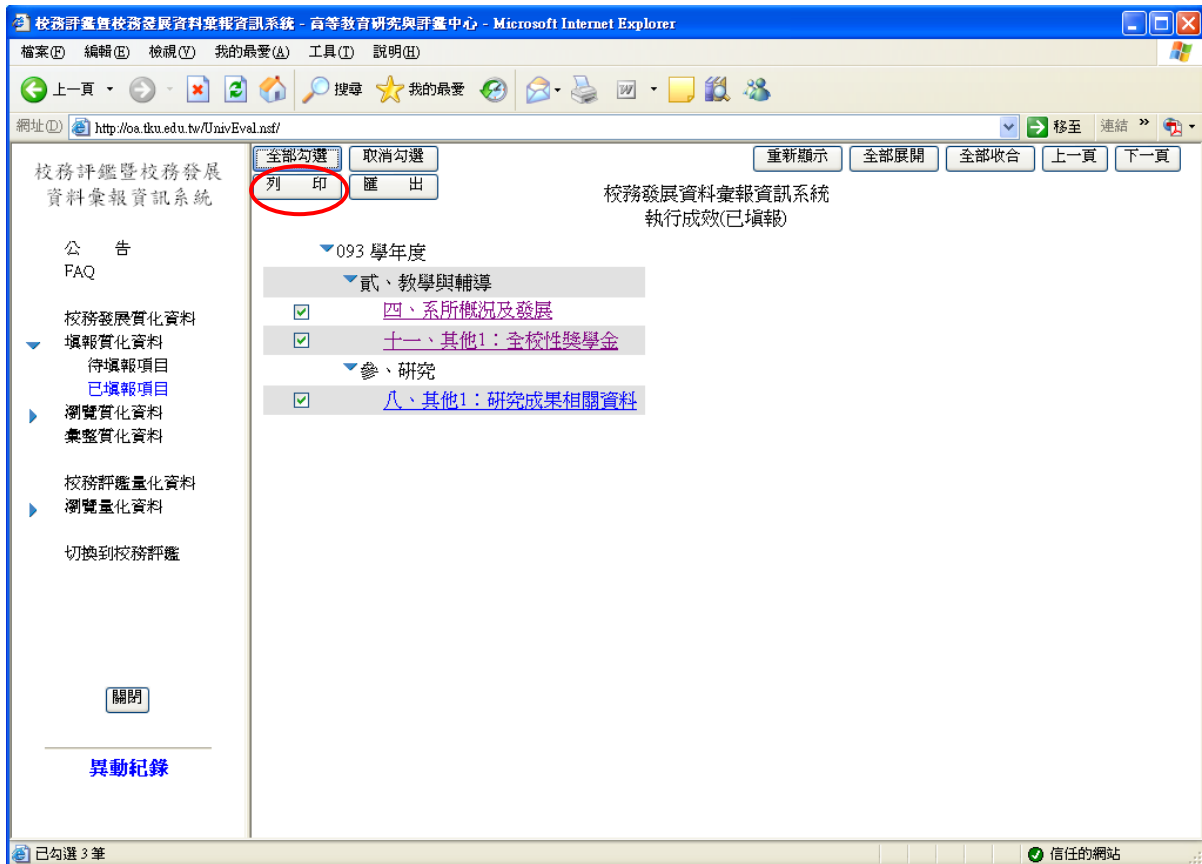 校務評鑑暨校務發展資料彙報資訊系統 - 高等教育研究與評鑑中心 - Microsoft Internet Explorer
檔案(F) 編輯(E) 檢視(V) 我的最愛(A) 工具(T) 說明(H)
上一頁 搜尋 我的最愛
網址(D) http://oa.tku.edu.tw/UnivEval.nsf/ 移至 連結 »
校務評鑑暨校務發展
資料彙報資訊系統
公 告
FAQ
校務發展質化資料
填報質化資料
待填報項目
已填報項目
瀏覽質化資料
彙整質化資料
校務評鑑量化資料
瀏覽量化資料
切換到校務評鑑
關閉
異動紀錄
全部勾選 取消勾選 重新顯示 全部展開 全部收合 上一頁 下一頁
列 印 匯 出
校務發展資料彙報資訊系統
執行成效(已填報)
093 學年度
貳、教學與輔導
四、系所概況及發展
十一、其他1：全校性獎學金
參、研究
八、其他1：研究成果相關資料
已勾選 3 筆 信任的網站